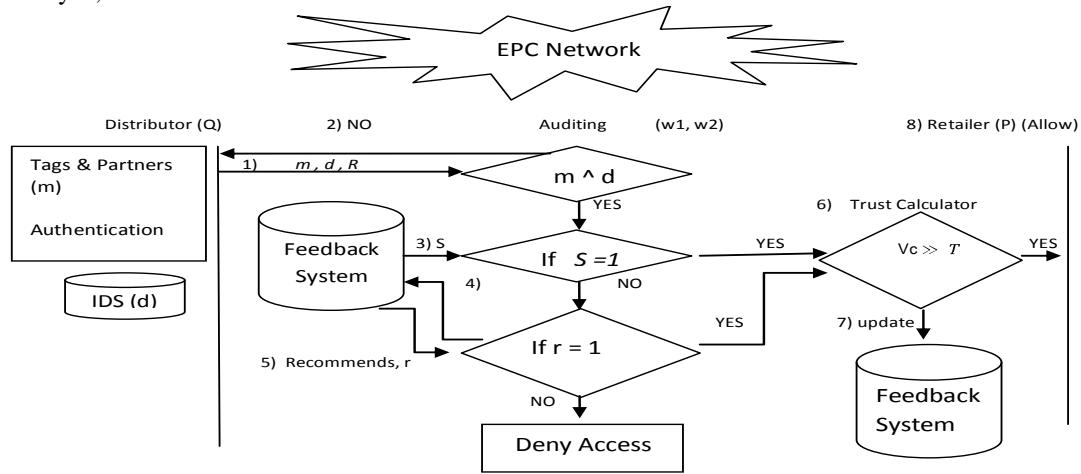 EPC Network
Distributor (Q)
2) NO
Auditing
(w1, w2)
8) Retailer (P) (Allow)
Tags & Partners
(m)
Authentication
1)
m , d , R
m ^ d
YES
6) Trust Calculator
Feedback
System
3) S
If S =1
YES
Vc >> T
YES
IDS (d)
4)
NO
7) update
If r = 1
YES
5) Recommends, r
NO
Feedback
System
Deny Access